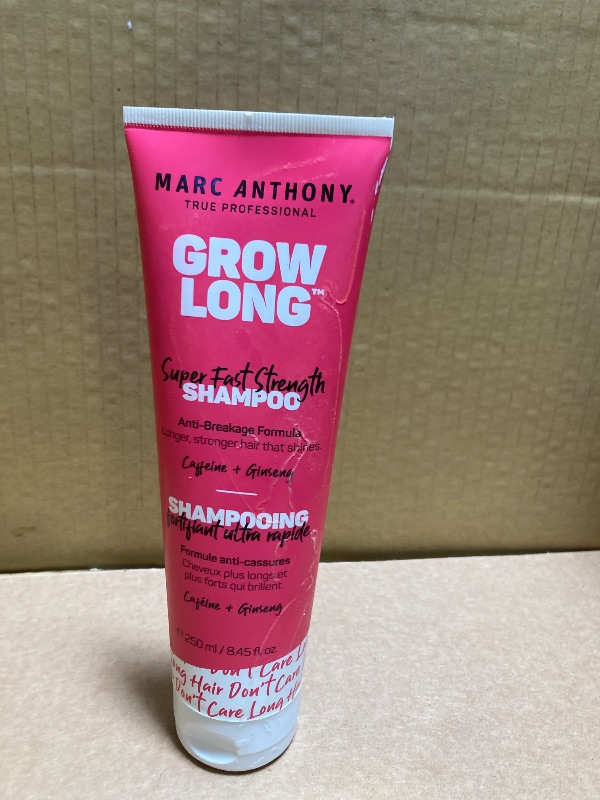 MARC ANTHONY®
TRUE PROFESSIONAL
GROW
LONG™
Super Fast Strength
SHAMPOO
Anti-Breakage Formula
Longer, stronger hair that shines.
Caffeine + Ginseng
SHAMPOOING
fortifiant ultra rapide
Formule anti-cassures
Cheveux plus longs et
plus forts qui brillent.
Caféine + Ginseng
℮ 250 ml / 8.45 fl. oz.
Don't Care
Hair Don't Care
Don't Care Long